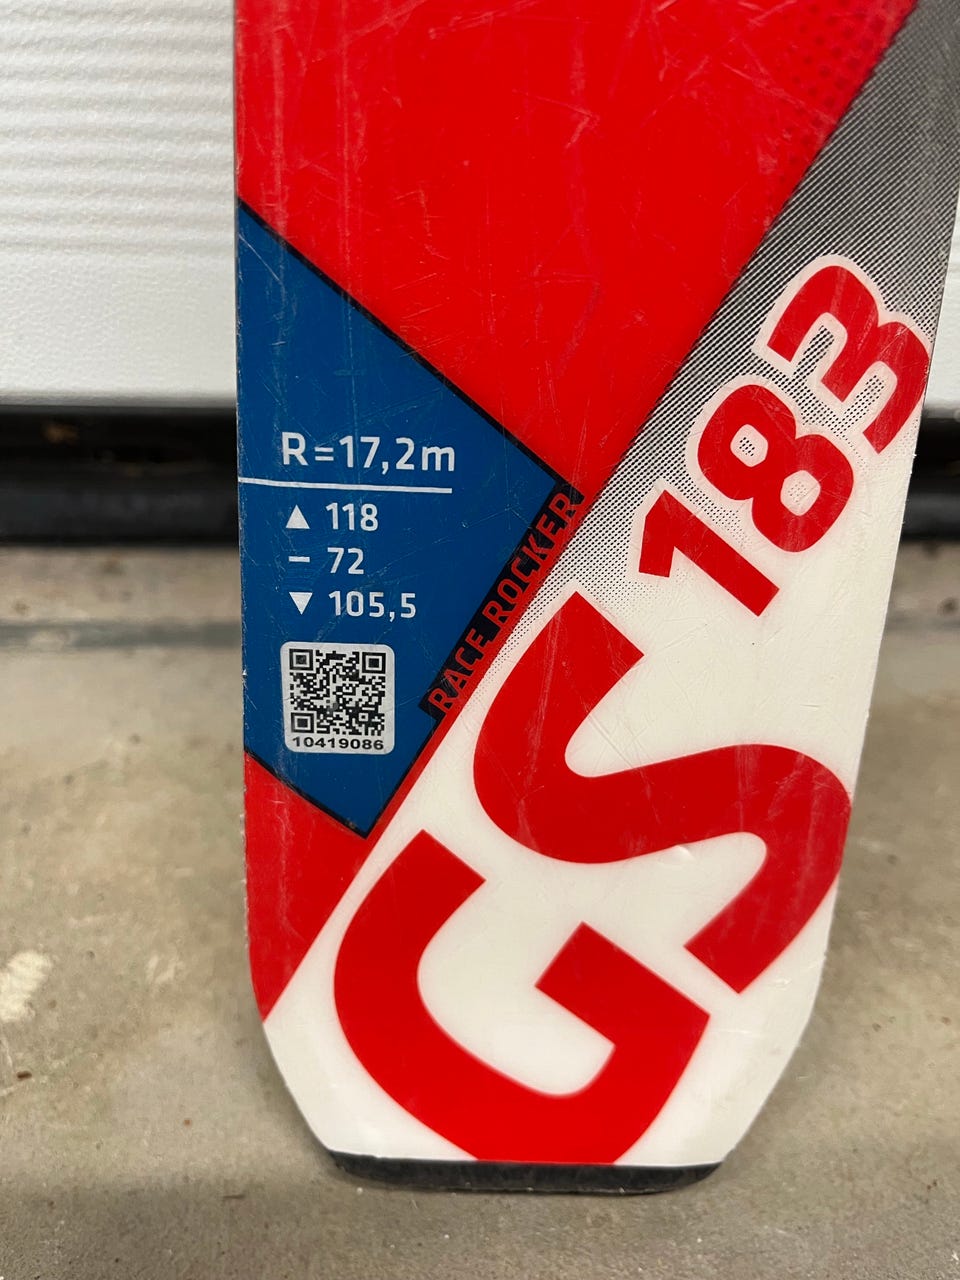 R=17,2m
▲ 118
– 72
▼ 105,5
10419086
RACE ROCKER
GS 183